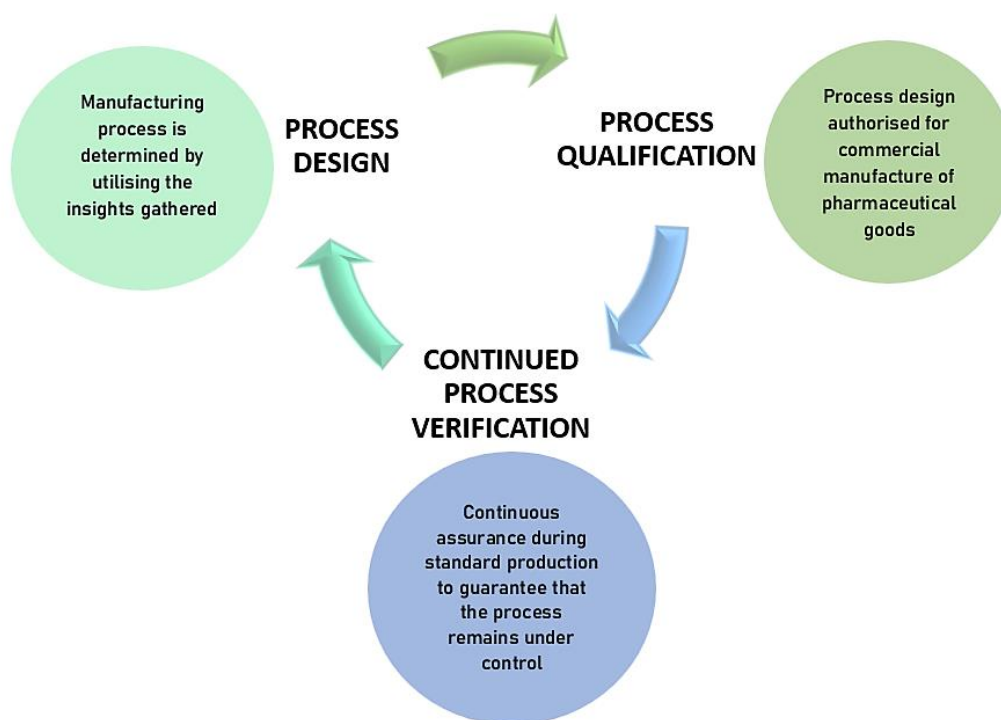 Manufacturing
process is
determined by
utilising the
insights gathered
PROCESS
DESIGN
PROCESS
QUALIFICATION
Process design
authorised for
commercial
manufacture of
pharmaceutical
goods
CONTINUED
PROCESS
VERIFICATION
Continuous
assurance during
standard production
to guarantee that
the process
remains under
control